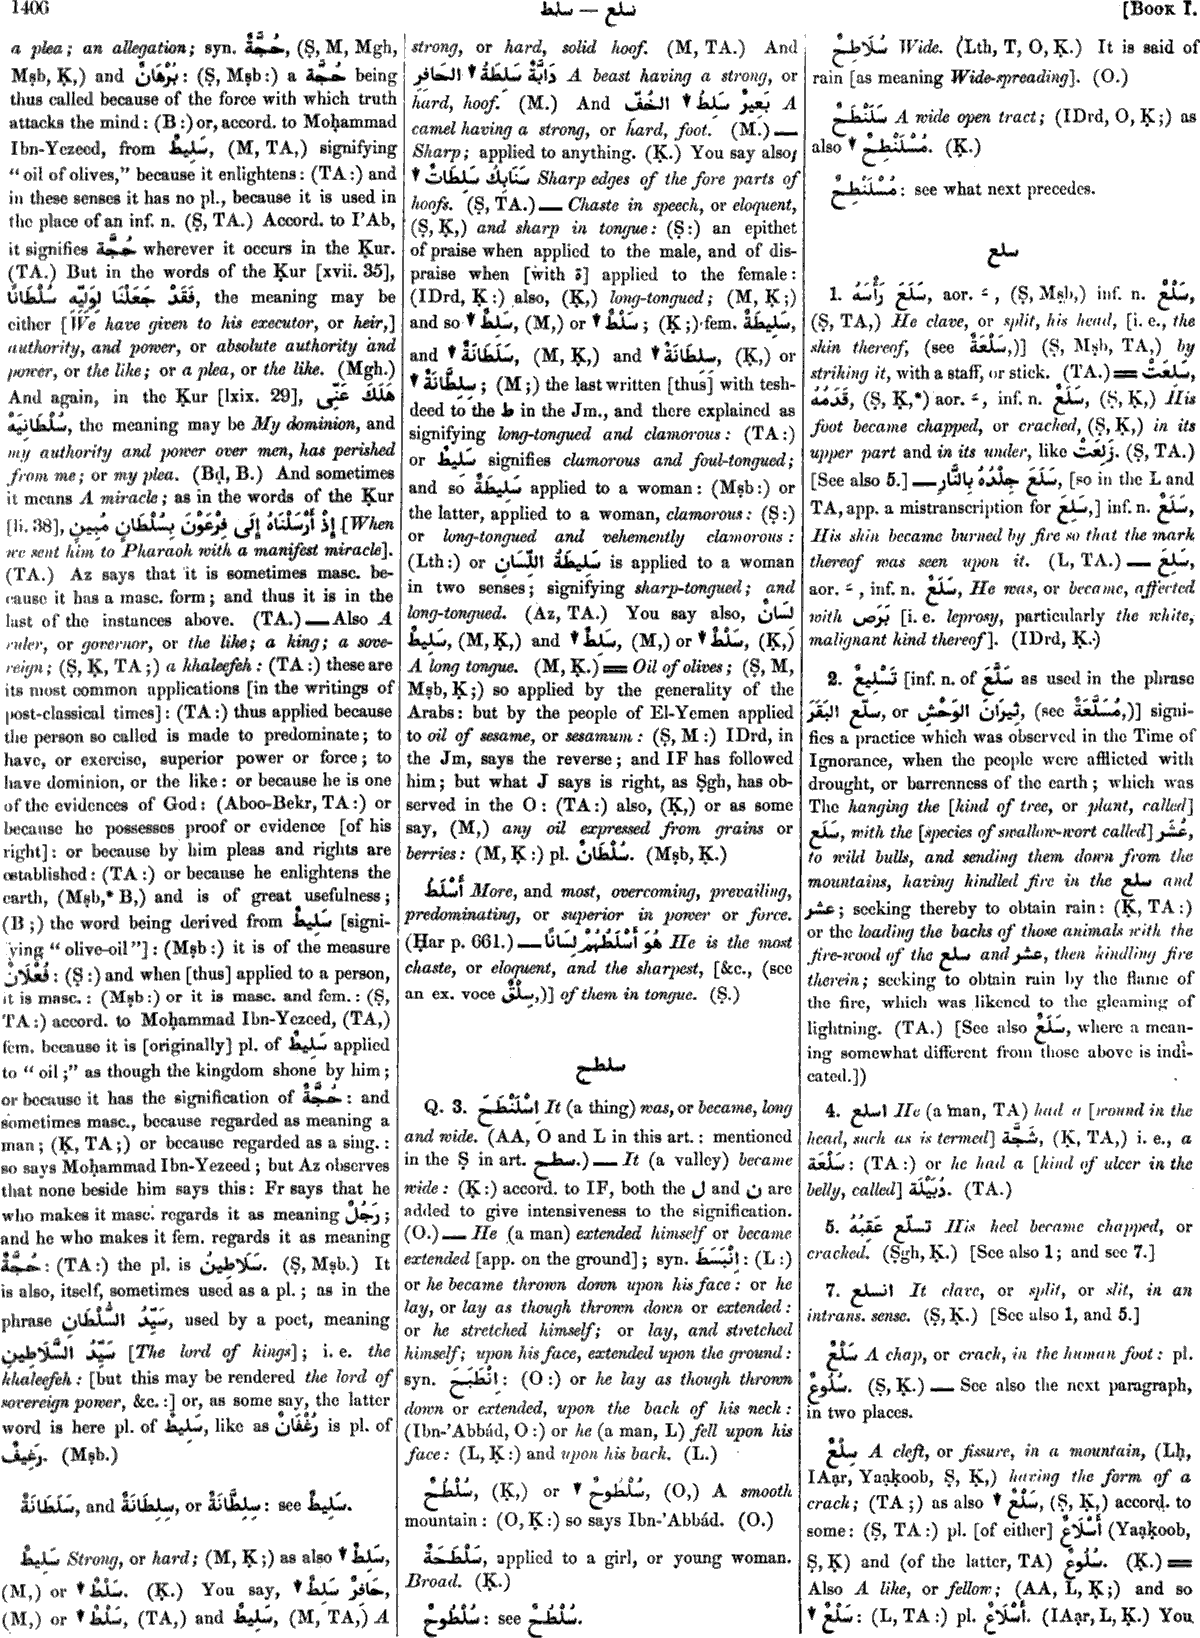 1406
سلط — سلع
[BOOK I.
a plea; an allegation; syn. حُجَّةٌ, (Ṣ, M, Mgh,
Mṣb, Ḳ,) and بُرْهَانٌ: (Ṣ, Mṣb:) a حُجَّة being
thus called because of the force with which truth
attacks the mind: (B:) or, accord. to Moḥammad
Ibn-Yezeed, from سَلِيطٌ, (M, TA,) signifying
“oil of olives,” because it enlightens: (TA:) and
in these senses it has no pl., because it is used in
the place of an inf. n. (Ṣ, TA.) Accord. to I’Ab,
it signifies حُجَّة wherever it occurs in the Ḳur.
(TA.) But in the words of the Ḳur [xvii. 35],
فَقَدْ جَعَلْنَا لِوَلِيِّهِ سُلْطَانًا, the meaning may be
either [We have given to his executor, or heir,]
authority, and power, or absolute authority and
power, or the like; or a plea, or the like. (Mgh.)
And again, in the Ḳur [lxix. 29], هَلَكَ عَنِّى
سُلْطَانِيَهْ, the meaning may be My dominion, and
my authority and power over men, has perished
from me; or my plea. (Bḍ, B.) And sometimes
it means A miracle; as in the words of the Ḳur
[li. 38], إِذْ أَرْسَلْنَاهُ إِلَى فِرْعَوْنَ بِسُلْطَانٍ مُبِينٍ [When
we sent him to Pharaoh with a manifest miracle].
(TA.) Az says that it is sometimes masc. be-
cause it has a masc. form; and thus it is in the
last of the instances above. (TA.) — Also A
ruler, or governor, or the like; a king; a sove-
reign; (Ṣ, Ḳ, TA;) a khaleefeh: (TA:) these are
its most common applications [in the writings of
post-classical times]: (TA:) thus applied because
the person so called is made to predominate; to
have, or exercise, superior power or force; to
have dominion, or the like: or because he is one
of the evidences of God: (Aboo-Bekr, TA:) or
because he possesses proof or evidence [of his
right]: or because by him pleas and rights are
established: (TA:) or because he enlightens the
earth, (Mṣb,* B,) and is of great usefulness;
(B;) the word being derived from سَلِيطٌ [signi-
ying “olive-oil”]: (Mṣb:) it is of the measure
فُعْلَانٌ: (Ṣ:) and when [thus] applied to a person,
it is masc.: (Mṣb:) or it is masc. and fem.: (Ṣ,
TA:) accord. to Moḥammad Ibn-Yezeed, (TA,)
fem. because it is [originally] pl. of سَلِيطٌ applied
to “oil;” as though the kingdom shone by him;
or because it has the signification of حُجَّةٌ: and
sometimes masc., because regarded as meaning a
man; (Ḳ, TA;) or because regarded as a sing.:
so says Moḥammad Ibn-Yezeed; but Az observes
that none beside him says this: Fr says that he
who makes it masc. regards it as meaning رَجُلٌ;
and he who makes it fem. regards it as meaning
حُجَّةٌ: (TA:) the pl. is سَلَاطِينُ. (Ṣ, Mṣb.) It
is also, itself, sometimes used as a pl.; as in the
phrase سَيِّدُ السُّلْطَانِ, used by a poet, meaning
سَيِّدُ السَّلَاطِينِ [The lord of kings]; i. e. the
khaleefeh: [but this may be rendered the lord of
sovereign power, &c.:] or, as some say, the latter
word is here pl. of سَلِيطٌ, like as رُغْفَانٌ is pl. of
رَغِيفٌ. (Mṣb.)
سَلَطَانَةٌ, and سِلِطَانَةٌ, or سِلِطَّانَةٌ: see سَلِيطٌ.
سَلِيطٌ Strong, or hard; (M, Ḳ;) as also ▼ سَلِطٌ,
(M,) or ▼ سَلْطٌ. (Ḳ.) You say, ▼ حَافِرٌ سَلِطٌ,
(M,) or ▼ سَلْطٌ, (TA,) and سَلِيطٌ, (M, TA,) A
strong, or hard, solid hoof. (M, TA.) And
دَابَّةٌ سَلِطَةُ ▼ الحَافِرِ A beast having a strong, or
hard, hoof. (M.) And بَعِيرٌ سَلِطُ ▼ الخُفِّ A
camel having a strong, or hard, foot. (M.) —
Sharp; applied to anything. (Ḳ.) You say also,
▼ سَنَابِكُ سَلِطَاتٌ Sharp edges of the fore parts of
hoofs. (Ṣ, TA.) — Chaste in speech, or eloquent,
(Ṣ, Ḳ,) and sharp in tongue: (Ṣ:) an epithet
of praise when applied to the male, and of dis-
praise when [with ة] applied to the female:
(IDrd, Ḳ:) also, (Ḳ,) long-tongued; (M, Ḳ;)
and so ▼ سَلِطٌ, (M,) or ▼ سَلْطٌ; (Ḳ;) fem. سَلِيطَةٌ,
and ▼ سَلَطَانَةٌ, (M, Ḳ,) and ▼ سِلِطَانَةٌ, (Ḳ,) or
▼ سِلِطَّانَةٌ; (M;) the last written [thus] with tesh-
deed to the ط in the Jm., and there explained as
signifying long-tongued and clamorous: (TA:)
or سَلِيطٌ signifies clamorous and foul-tongued;
and so سَلِيطَةٌ applied to a woman: (Mṣb:) or
the latter, applied to a woman, clamorous: (Ṣ:)
or long-tongued and vehemently clamorous:
(Lth:) or سَلِيطَةُ اللِّسَانِ is applied to a woman
in two senses; signifying sharp-tongued; and
long-tongued. (Az, TA.) You say also, لِسَانٌ
سَلِيطٌ, (M, Ḳ,) and ▼ سَلِطٌ, (M,) or ▼ سَلْطٌ, (Ḳ,)
A long tongue. (M, Ḳ.) = Oil of olives; (Ṣ, M,
Mṣb, Ḳ;) so applied by the generality of the
Arabs: but by the people of El-Yemen applied
to oil of sesame, or sesamum: (Ṣ, M:) IDrd, in
the Jm, says the reverse; and IF has followed
him; but what J says is right, as Ṣgh, has ob-
served in the O: (TA:) also, (Ḳ,) or as some
say, (M,) any oil expressed from grains or
berries: (M, Ḳ:) pl. سُلْطَانٌ. (Mṣb, Ḳ.)
أَسْلَطُ More, and most, overcoming, prevailing,
predominating, or superior in power or force.
(Ḥar p. 661.) — هُوَ أَسْلَطُهُمْ لِسَانًا He is the most
chaste, or eloquent, and the sharpest, [&c., (see
an ex. voce سِلْقٌ,)] of them in tongue. (Ṣ.)
سلطح
Q. 3. اِسْلَنْطَحَ It (a thing) was, or became, long
and wide. (AA, O and L in this art.: mentioned
in the Ṣ in art. سطح.) — It (a valley) became
wide: (Ḳ:) accord. to IF, both the ل and ن are
added to give intensiveness to the signification.
(O.) — He (a man) extended himself or became
extended [app. on the ground]; syn. اِنْبَسَطَ: (L:)
or he became thrown down upon his face: or he
lay, or lay as though thrown down or extended:
or he stretched himself; or lay, and stretched
himself; upon his face, extended upon the ground:
syn. اِنْطَبَحَ: (O:) or he lay as though thrown
down or extended, upon the back of his neck:
(Ibn-’Abbád, O:) or he (a man, L) fell upon his
face: (L, Ḳ:) and upon his back. (L.)
سُلْطُحٌ, (Ḳ,) or ▼ سُلْطُوحٌ, (O,) A smooth
mountain: (O, Ḳ:) so says Ibn-’Abbád. (O.)
سَلْطَحَةٌ, applied to a girl, or young woman.
Broad. (Ḳ.)
سُلْطُوحٌ: see سُلْطُحٌ.
سُلَاطِحٌ Wide. (Lth, T, O, Ḳ.) It is said of
rain [as meaning Wide-spreading]. (O.)
سَلَنْطَحٌ A wide open tract; (IDrd, O, Ḳ;) as
also ▼ مُسْلَنْطِحٌ. (Ḳ.)
مُسْلَنْطِحٌ: see what next precedes.
سلع
1. سَلَعَ رَأْسَهُ, aor. ـَ, (Ṣ, Mṣb,) inf. n. سَلْعٌ,
(Ṣ, TA,) He clave, or split, his head, [i. e., the
skin thereof, (see سَلْعَةٌ,)] (Ṣ, Mṣb, TA,) by
striking it, with a staff, or stick. (TA.) = سَلِعَتْ
قَدَمُهُ, (Ṣ, Ḳ,*) aor. ـَ, inf. n. سَلَعٌ, (Ṣ, Ḳ,) His
foot became chapped, or cracked, (Ṣ, Ḳ,) in its
upper part and in its under, like زَلِعَتْ. (Ṣ, TA.)
[See also 5.] — سَلَعَ جِلْدُهُ بِالنَّارِ, [so in the L and
TA, app. a mistranscription for سَلِعَ,] inf. n. سَلَعٌ,
His skin became burned by fire so that the mark
thereof was seen upon it. (L, TA.) — سَلِعَ,
aor. ـَ, inf. n. سَلَعٌ, He was, or became, affected
with بَرَص [i. e. leprosy, particularly the white,
malignant kind thereof]. (IDrd, Ḳ.)
2. تَسْلِيعٌ [inf. n. of سَلَّعَ as used in the phrase
سلّع البَقَرَ, or ثِيرَانَ الوَحْشِ, (see مُسَلَّعَةٌ,)] signi-
fies a practice which was observed in the Time of
Ignorance, when the people were afflicted with
drought, or barrenness of the earth; which was
The hanging the [kind of tree, or plant, called]
سَلَع, with the [species of swallow-wort called] عُشَر,
to wild bulls, and sending them down from the
mountains, having kindled fire in the سلع and
عشر; seeking thereby to obtain rain: (Ḳ, TA:)
or the loading the backs of those animals with the
fire-wood of the سلع and عشر, then kindling fire
therein; seeking to obtain rain by the flame of
the fire, which was likened to the gleaming of
lightning. (TA.) [See also سَلَعٌ, where a mean-
ing somewhat different from those above is indi-
cated.])
4. اسلع He (a man, TA) had a [wound in the
head, such as is termed] شَجَّة, (Ḳ, TA,) i. e., a
سَلْعَة: (TA:) or he had a [kind of ulcer in the
belly, called] دُبَيْلَة. (TA.)
5. تسلّع عَقِبُهُ His heel became chapped, or
cracked. (Ṣgh, Ḳ.) [See also 1; and see 7.]
7. انسلع It clave, or split, or slit, in an
intrans. sense. (Ṣ, Ḳ.) [See also 1, and 5.]
سَلْعٌ A chap, or crack, in the human foot: pl.
سُلُوعٌ. (Ṣ, Ḳ.) — See also the next paragraph,
in two places.
سِلْعٌ A cleft, or fissure, in a mountain, (Lḥ,
IAạr, Yaạḳoob, Ṣ, Ḳ,) having the form of a
crack; (TA;) as also ▼ سَلْعٌ, (Ṣ, Ḳ,) accord. to
some: (Ṣ, TA:) pl. [of either] أَسْلَاعٌ (Yaạḳoob,
Ṣ, Ḳ) and (of the latter, TA) سُلُوعٌ. (Ḳ.) =
Also A like, or fellow; (AA, L, Ḳ;) and so
▼ سَلْعٌ: (L, TA:) pl. أَسْلَاعٌ. (IAạr, L, Ḳ.) You